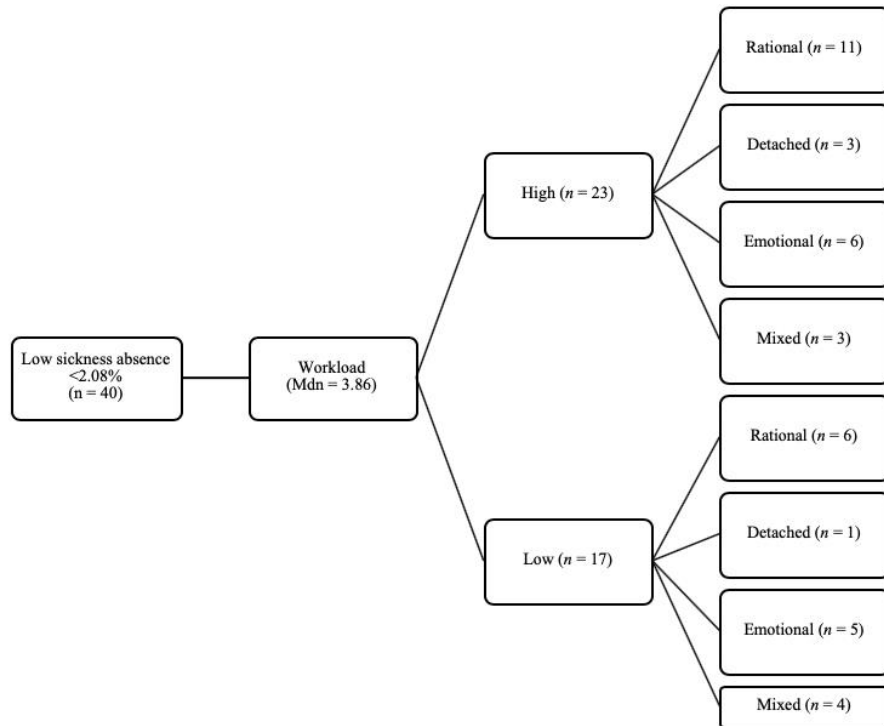 Low sickness absence
<2.08%
(n = 40)
Workload
(Mdn = 3.86)
High (n = 23)
Rational (n = 11)
Detached (n = 3)
Emotional (n = 6)
Mixed (n = 3)
Low (n = 17)
Rational (n = 6)
Detached (n = 1)
Emotional (n = 5)
Mixed (n = 4)